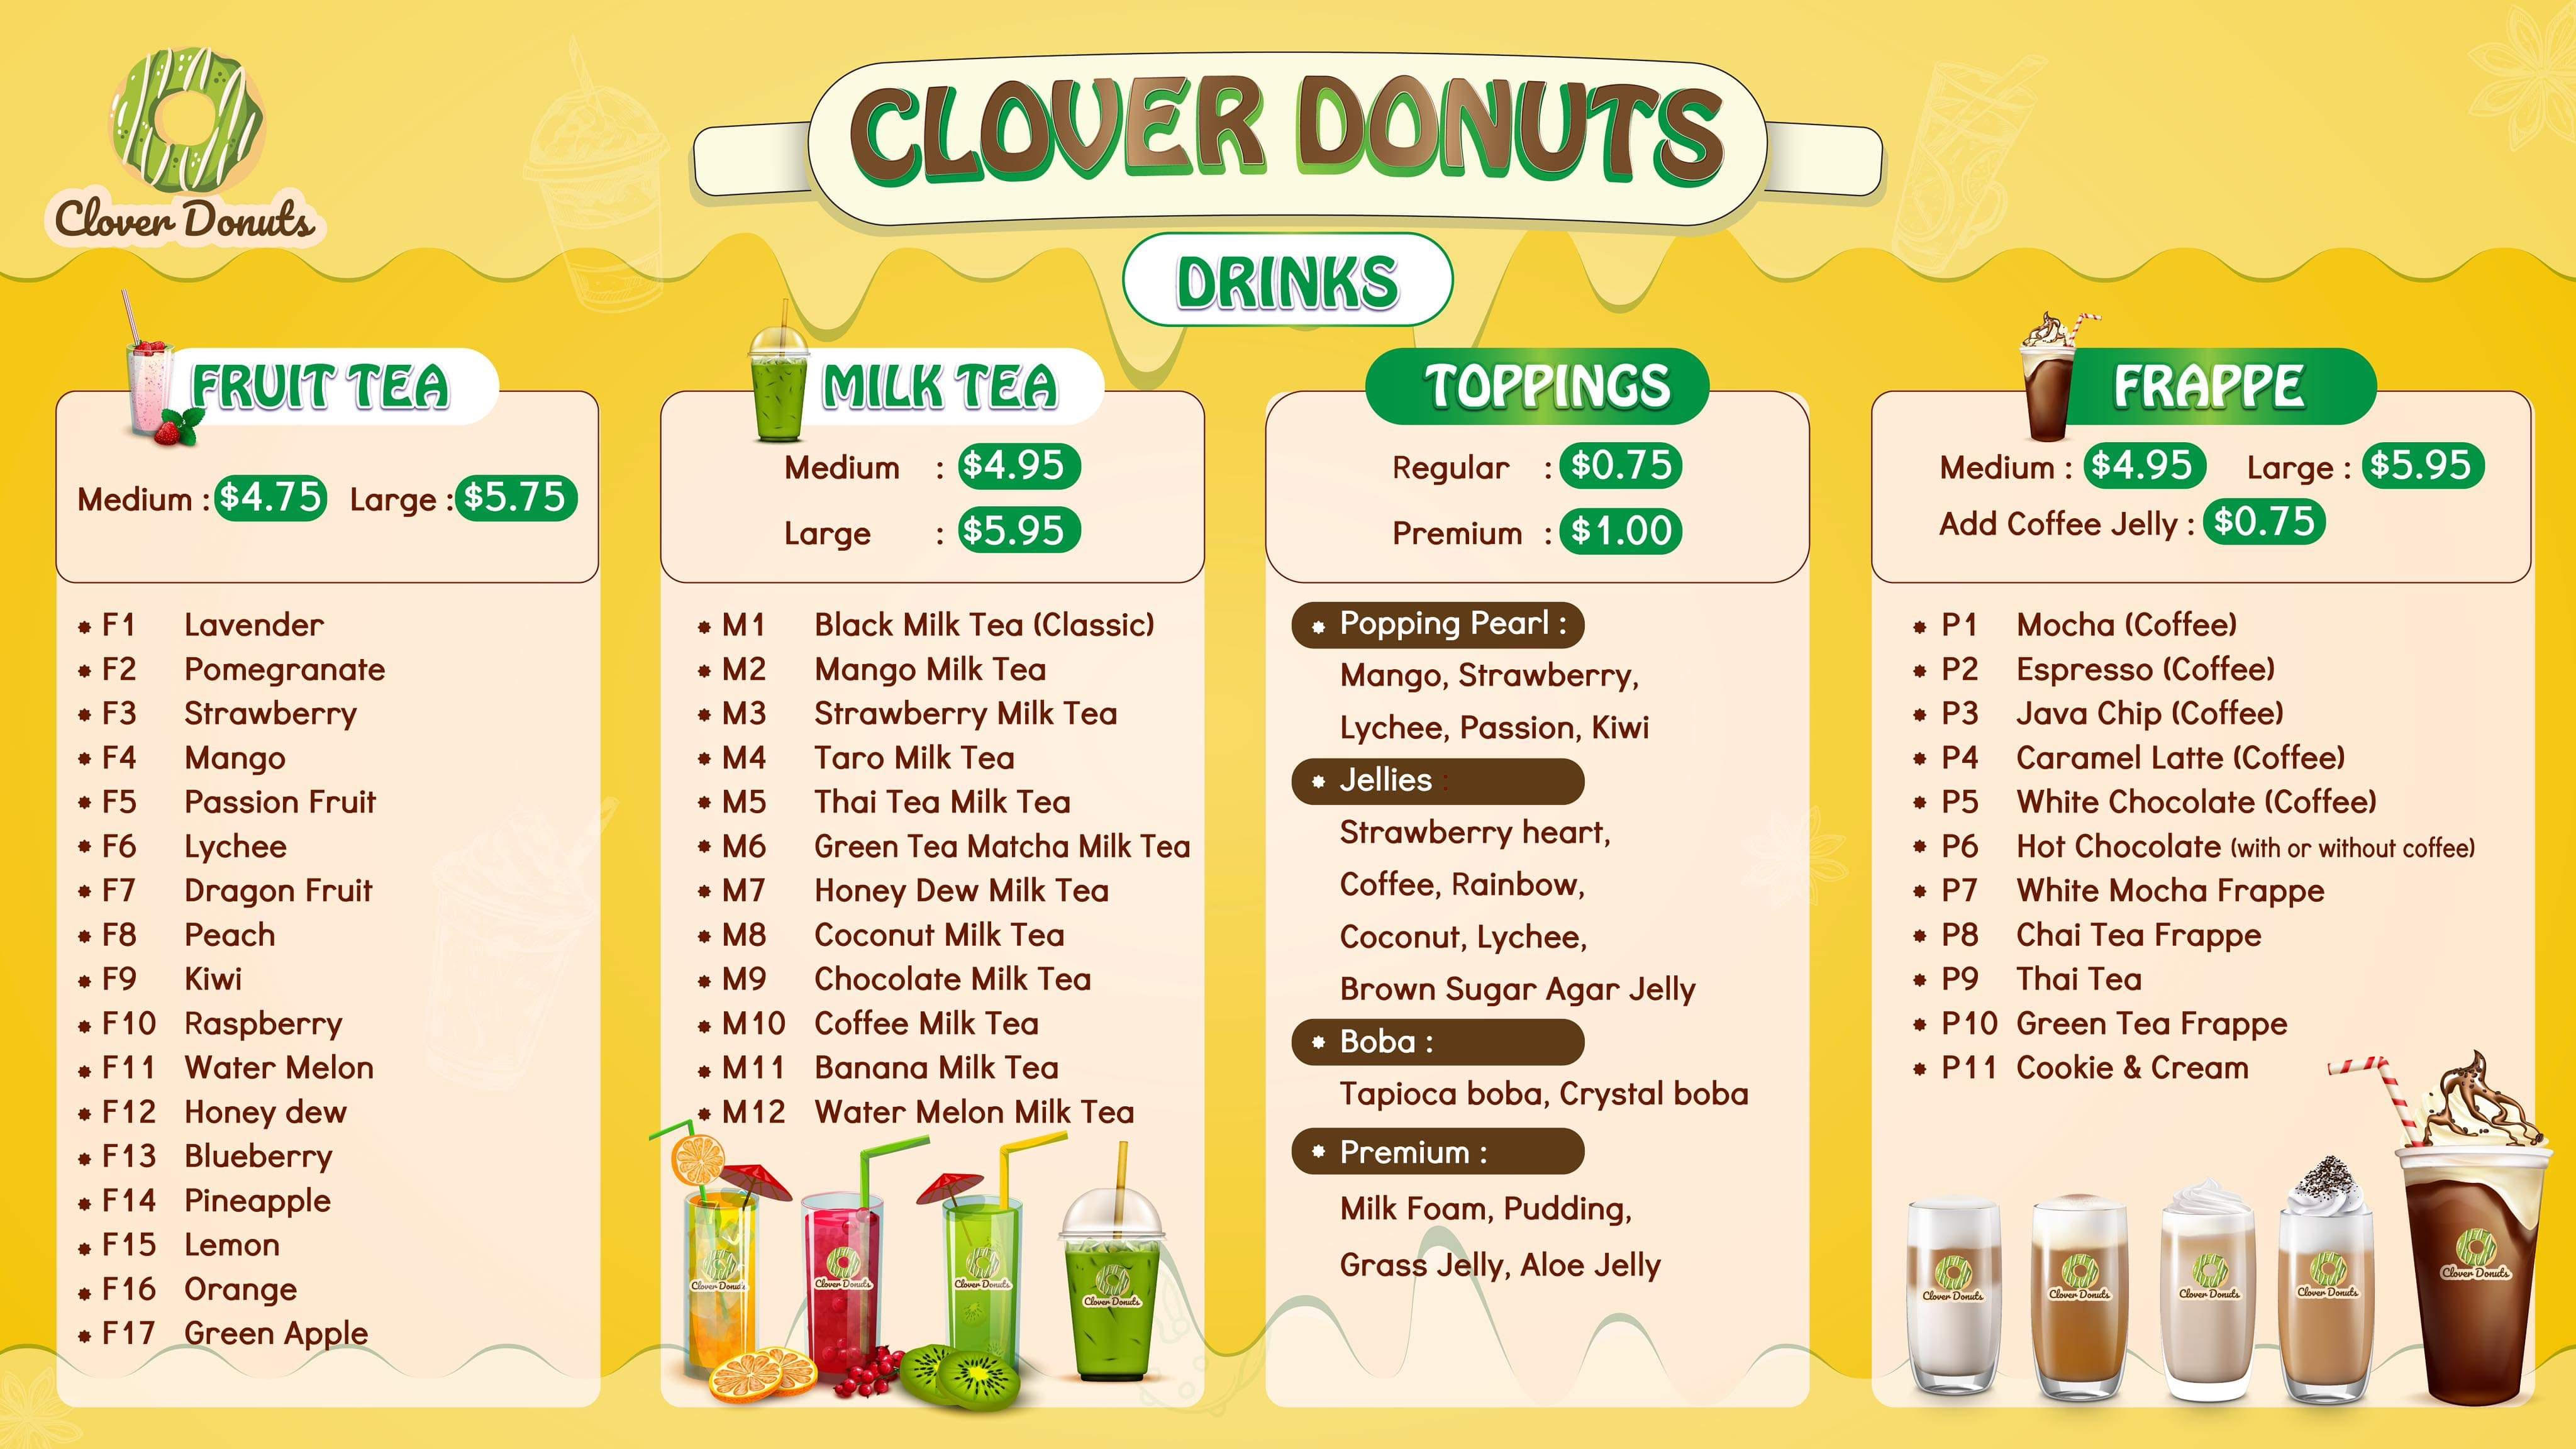 Clover Donuts
CLOVER DONUTS
DRINKS
FRUIT TEA
Medium : $4.75 Large : $5.75
F1 Lavender
F2 Pomegranate
F3 Strawberry
F4 Mango
F5 Passion Fruit
F6 Lychee
F7 Dragon Fruit
F8 Peach
F9 Kiwi
F10 Raspberry
F11 Water Melon
F12 Honey dew
F13 Blueberry
F14 Pineapple
F15 Lemon
F16 Orange
F17 Green Apple
MILK TEA
Medium : $4.95
Large : $5.95
M1 Black Milk Tea (Classic)
M2 Mango Milk Tea
M3 Strawberry Milk Tea
M4 Taro Milk Tea
M5 Thai Tea Milk Tea
M6 Green Tea Matcha Milk Tea
M7 Honey Dew Milk Tea
M8 Coconut Milk Tea
M9 Chocolate Milk Tea
M10 Coffee Milk Tea
M11 Banana Milk Tea
M12 Water Melon Milk Tea
Clover Donuts
Clover Donuts
Clover Donuts
Clover Donuts
TOPPINGS
Regular : $0.75
Premium : $1.00
Popping Pearl :
Mango, Strawberry,
Lychee, Passion, Kiwi
Jellies :
Strawberry heart,
Coffee, Rainbow,
Coconut, Lychee,
Brown Sugar Agar Jelly
Boba :
Tapioca boba, Crystal boba
Premium :
Milk Foam, Pudding,
Grass Jelly, Aloe Jelly
FRAPPE
Medium : $4.95 Large : $5.95
Add Coffee Jelly : $0.75
P1 Mocha (Coffee)
P2 Espresso (Coffee)
P3 Java Chip (Coffee)
P4 Caramel Latte (Coffee)
P5 White Chocolate (Coffee)
P6 Hot Chocolate (with or without coffee)
P7 White Mocha Frappe
P8 Chai Tea Frappe
P9 Thai Tea
P10 Green Tea Frappe
P11 Cookie & Cream
Clover Donuts
Clover Donuts
Clover Donuts
Clover Donuts
Clover Donuts